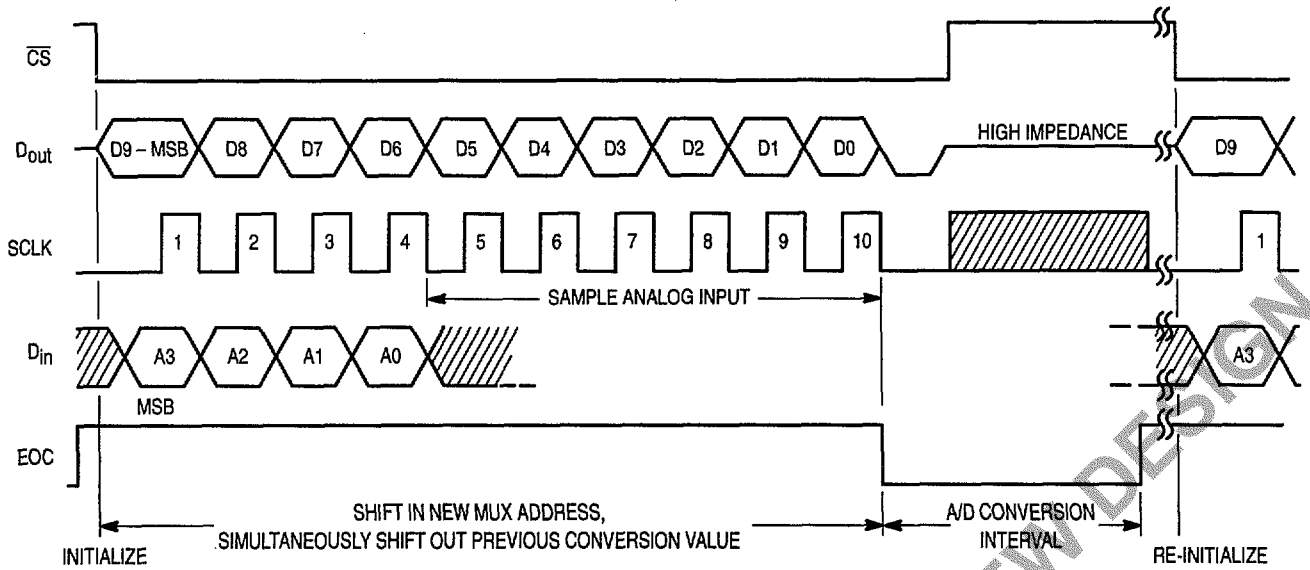 CS
Dout
D9 – MSB
D8
D7
D6
D5
D4
D3
D2
D1
D0
HIGH IMPEDANCE
D9
SCLK
1
2
3
4
5
6
7
8
9
10
1
SAMPLE ANALOG INPUT
Din
A3
A2
A1
A0
A3
MSB
EOC
SHIFT IN NEW MUX ADDRESS,
SIMULTANEOUSLY SHIFT OUT PREVIOUS CONVERSION VALUE
A/D CONVERSION
INTERVAL
INITIALIZE
RE-INITIALIZE
EW DESIGN